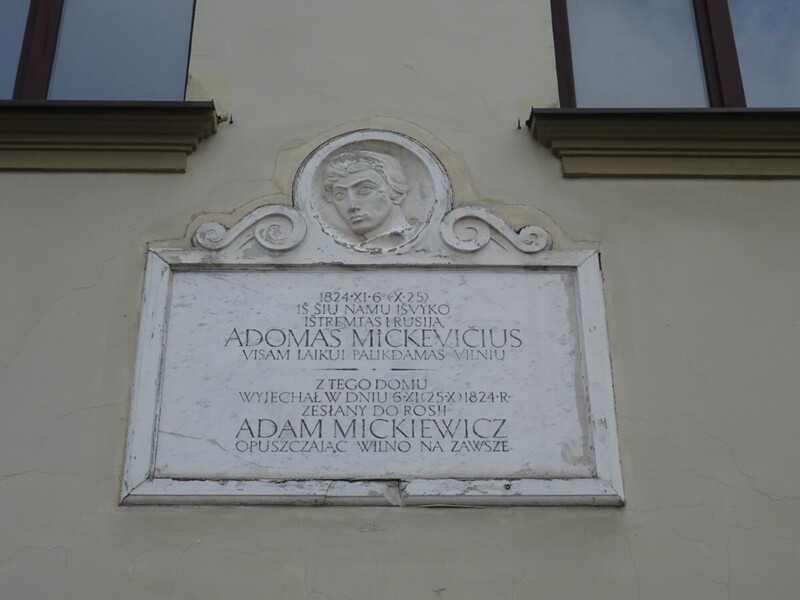 1824·XI·6 (X·25)
IŠ ŠIŲ NAMŲ IŠVYKO
IŠTREMTAS Į RUSIJĄ
ADOMAS MICKEVIČIUS
VISAM LAIKUI PALIKDAMAS VILNIŲ
Z TEGO DOMU
WYJECHAŁ W DNIU 6·XI(25·X)1824·R·
ZESŁANY DO ROSJI
ADAM MICKIEWICZ
OPUSZCZAJĄC WILNO NA ZAWSZE